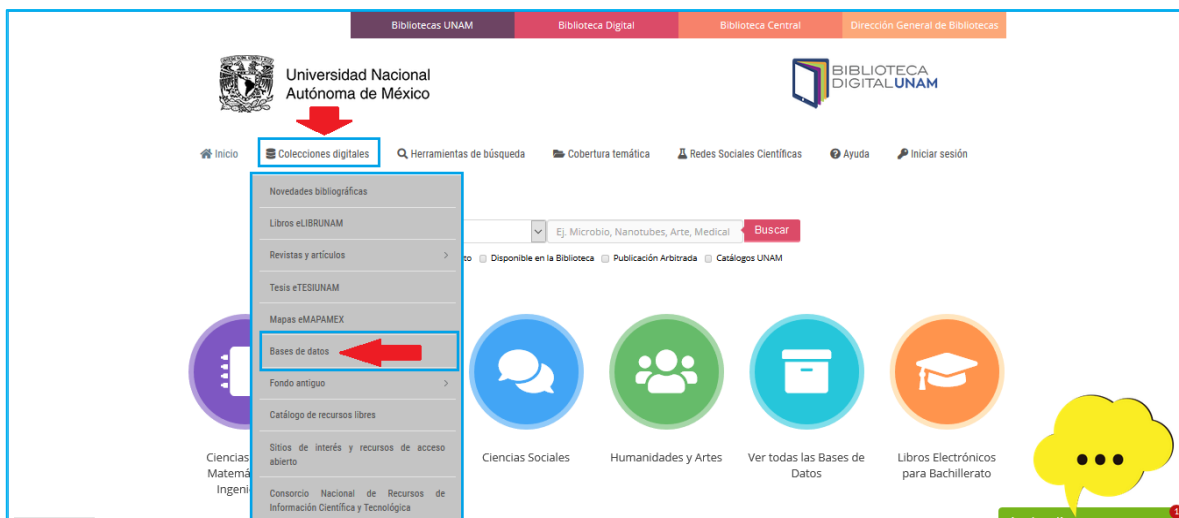 Bibliotecas UNAM
Biblioteca Digital
Biblioteca Central
Dirección General de Bibliotecas
Universidad Nacional
Autónoma de México
BIBLIOTECA
DIGITALUNAM
Inicio
Colecciones digitales
Herramientas de búsqueda
Cobertura temática
Redes Sociales Científicas
Ayuda
Iniciar sesión
Novedades bibliográficas
Libros eLIBRUNAM
Revistas y artículos
Tesis eTESIUNAM
Mapas eMAPAMEX
Bases de datos
Fondo antiguo
Catálogo de recursos libres
Sitios de interés y recursos de acceso
abierto
Consorcio Nacional de Recursos de
Información Científica y Tecnológica
Ej. Microbio, Nanotubes, Arte, Medical
Buscar
to
Disponible en la Biblioteca
Publicación Arbitrada
Catálogos UNAM
Ciencias
Matemá
Ingeni
Ciencias Sociales
Humanidades y Artes
Ver todas las Bases de
Datos
Libros Electrónicos
para Bachillerato
1